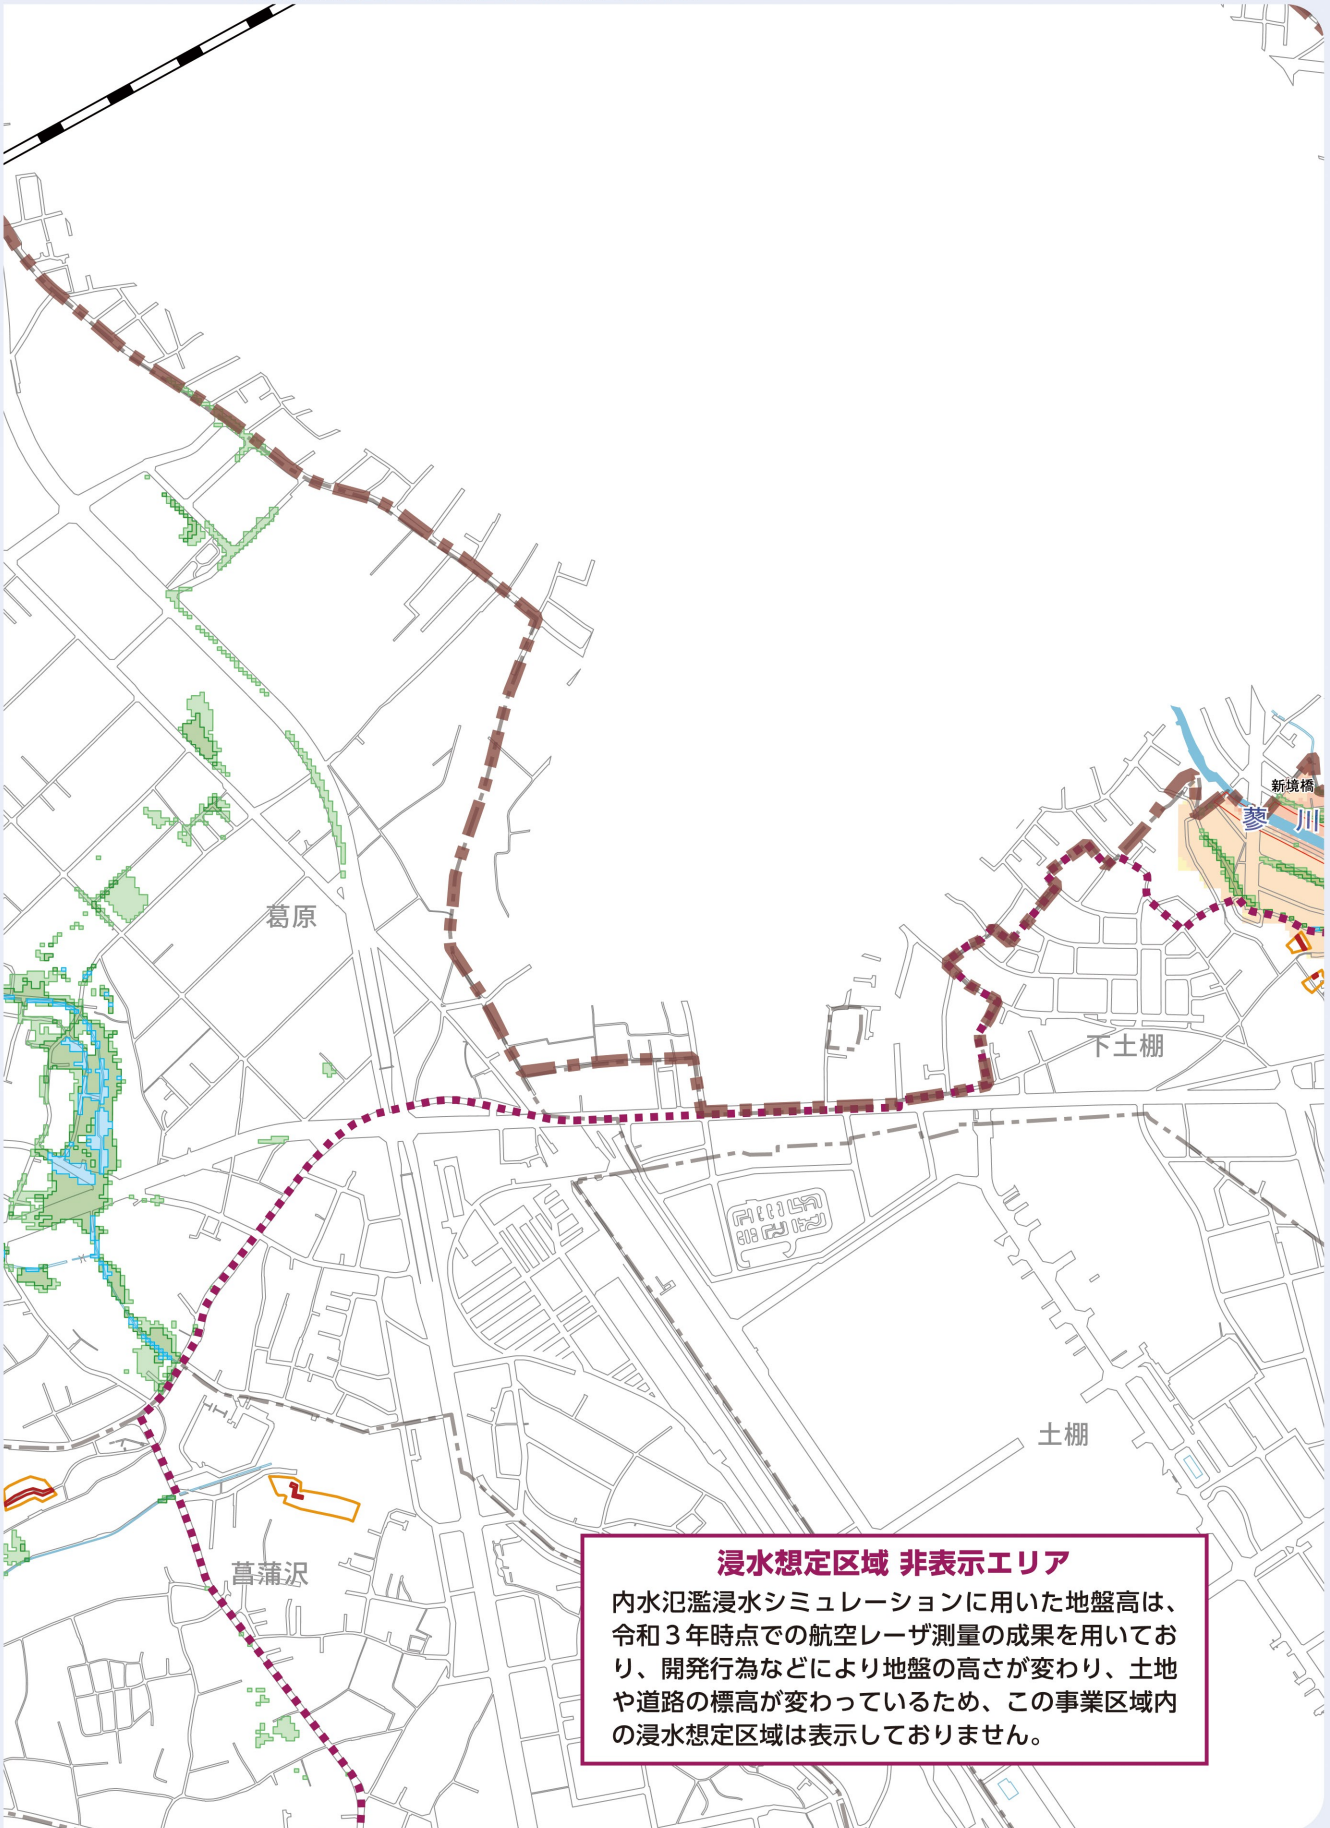 新境橋
蓼川
葛原
下土棚
土棚
菖蒲沢
浸水想定区域 非表示エリア
内水氾濫浸水シミュレーションに用いた地盤高は、
令和３年時点での航空レーザ測量の成果を用いてお
り、開発行為などにより地盤の高さが変わり、土地
や道路の標高が変わっているため、この事業区域内
の浸水想定区域は表示しておりません。